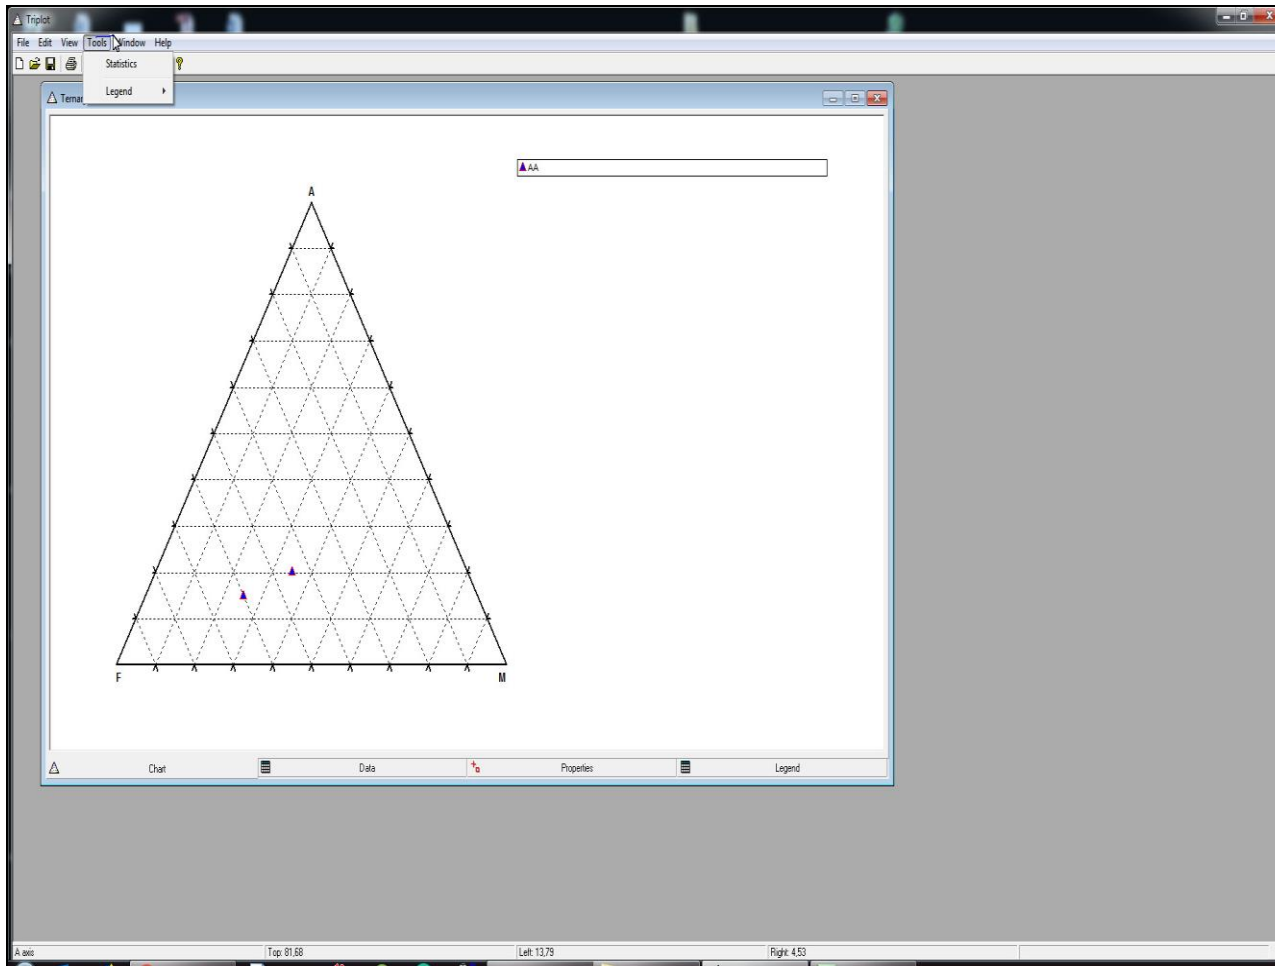 Triplot
File Edit View Tools Window Help
Statistics
Legend
AA
A
F
M
Chart Data Properties Legend
A axis Top: 81,68 Left: 13,79 Right: 4,53